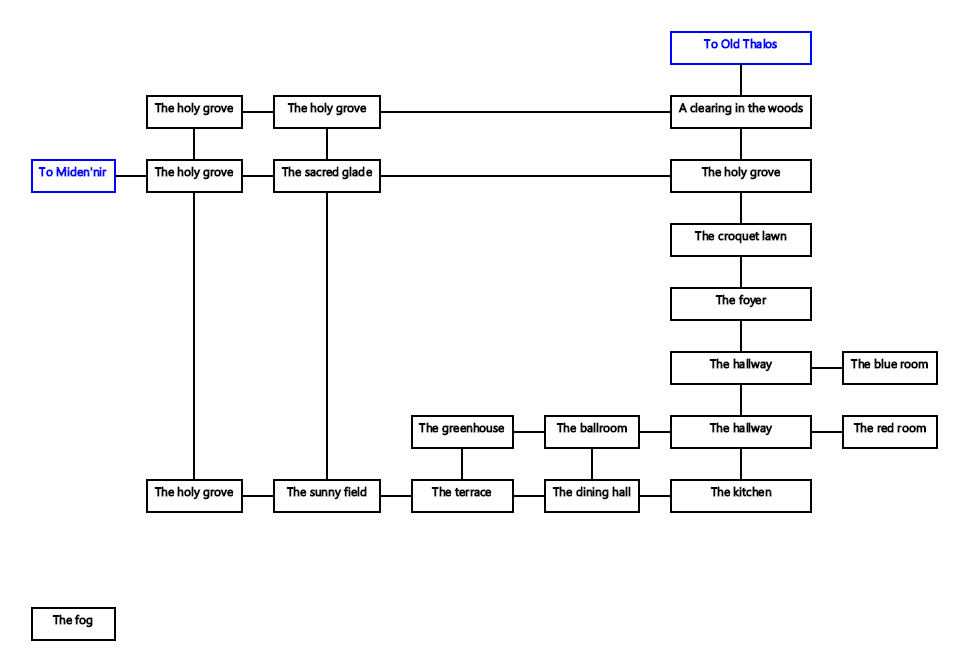 To Old Thalos
The holy grove
The holy grove
A clearing in the woods
To Miden'nir
The holy grove
The sacred glade
The holy grove
The croquet lawn
The foyer
The hallway
The blue room
The greenhouse
The ballroom
The hallway
The red room
The holy grove
The sunny field
The terrace
The dining hall
The kitchen
The fog